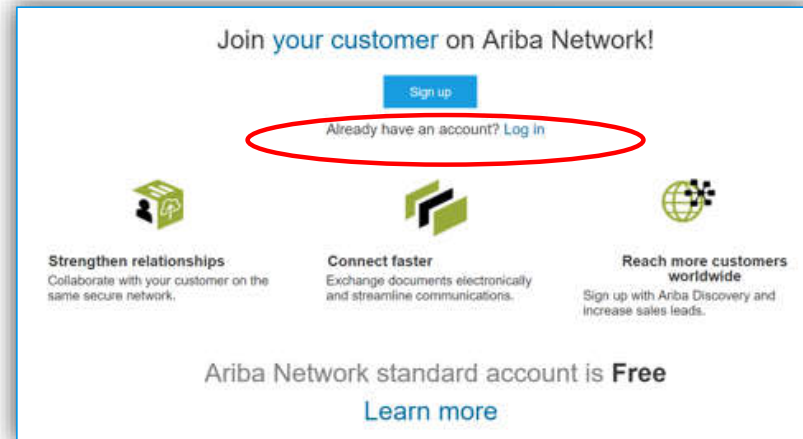 Join your customer on Ariba Network!
Sign up
Already have an account? Log in
Strengthen relationships
Collaborate with your customer on the
same secure network.
Connect faster
Exchange documents electronically
and streamline communications.
Reach more customers
worldwide
Sign up with Ariba Discovery and
increase sales leads.
Ariba Network standard account is Free
Learn more